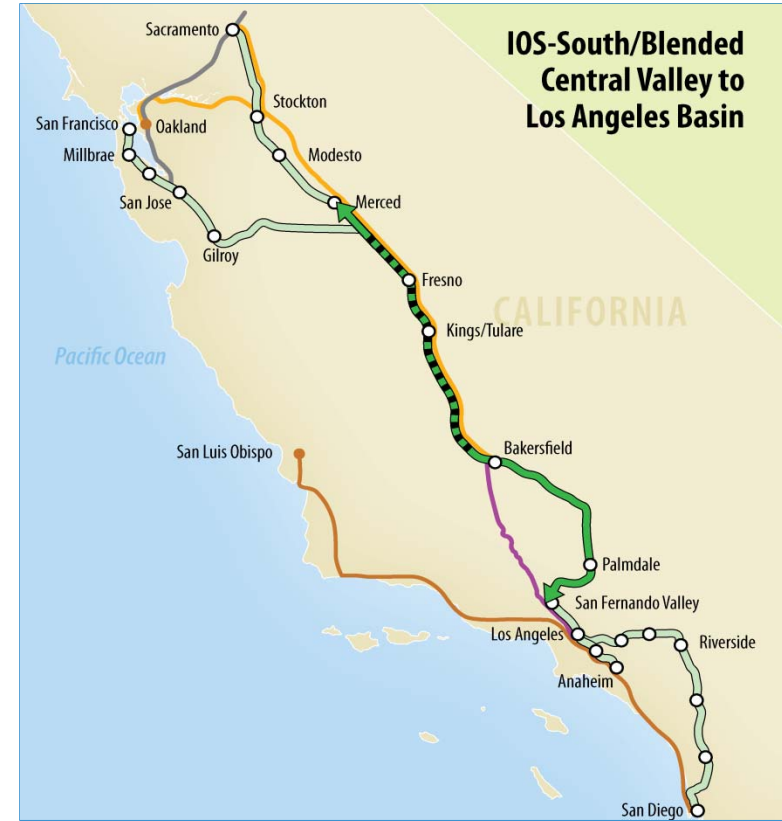 IOS-South/Blended
Central Valley to
Los Angeles Basin
Sacramento
Stockton
San Francisco
Oakland
Millbrae
Modesto
San Jose
Merced
Gilroy
Fresno
CALIFORNIA
Kings/Tulare
Pacific Ocean
Bakersfield
San Luis Obispo
Palmdale
San Fernando Valley
Los Angeles
Riverside
Anaheim
San Diego